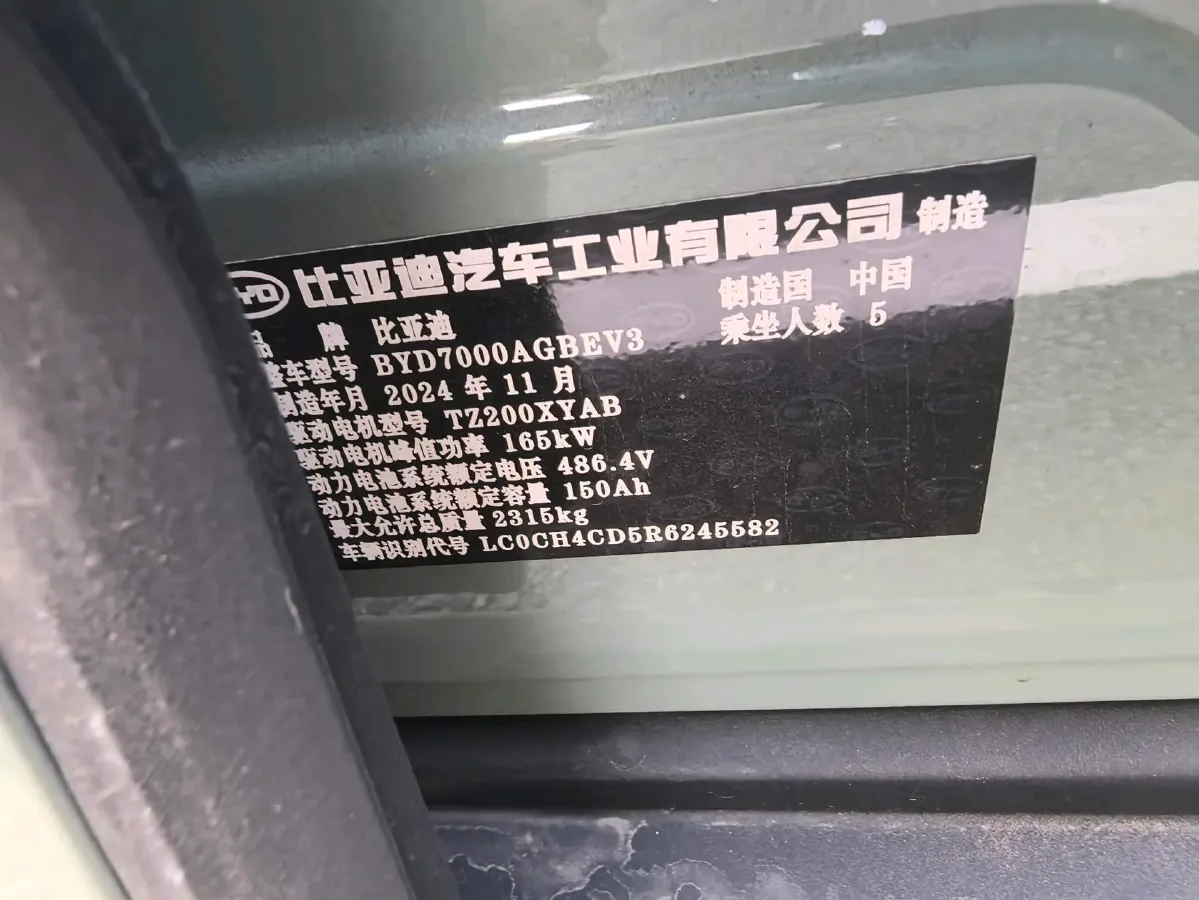 比亚迪汽车工业有限公司 制造
品牌 比亚迪 制造国 中国
整车型号 BYD7000AGBEV3 乘坐人数 5
制造年月 2024 年 11 月
驱动电机型号 TZ200XYAB
驱动电机峰值功率 165kW
动力电池系统额定电压 486.4V
动力电池系统额定容量 150Ah
最大允许总质量 2315kg
车辆识别代号 LC0CH4CD5R6245582